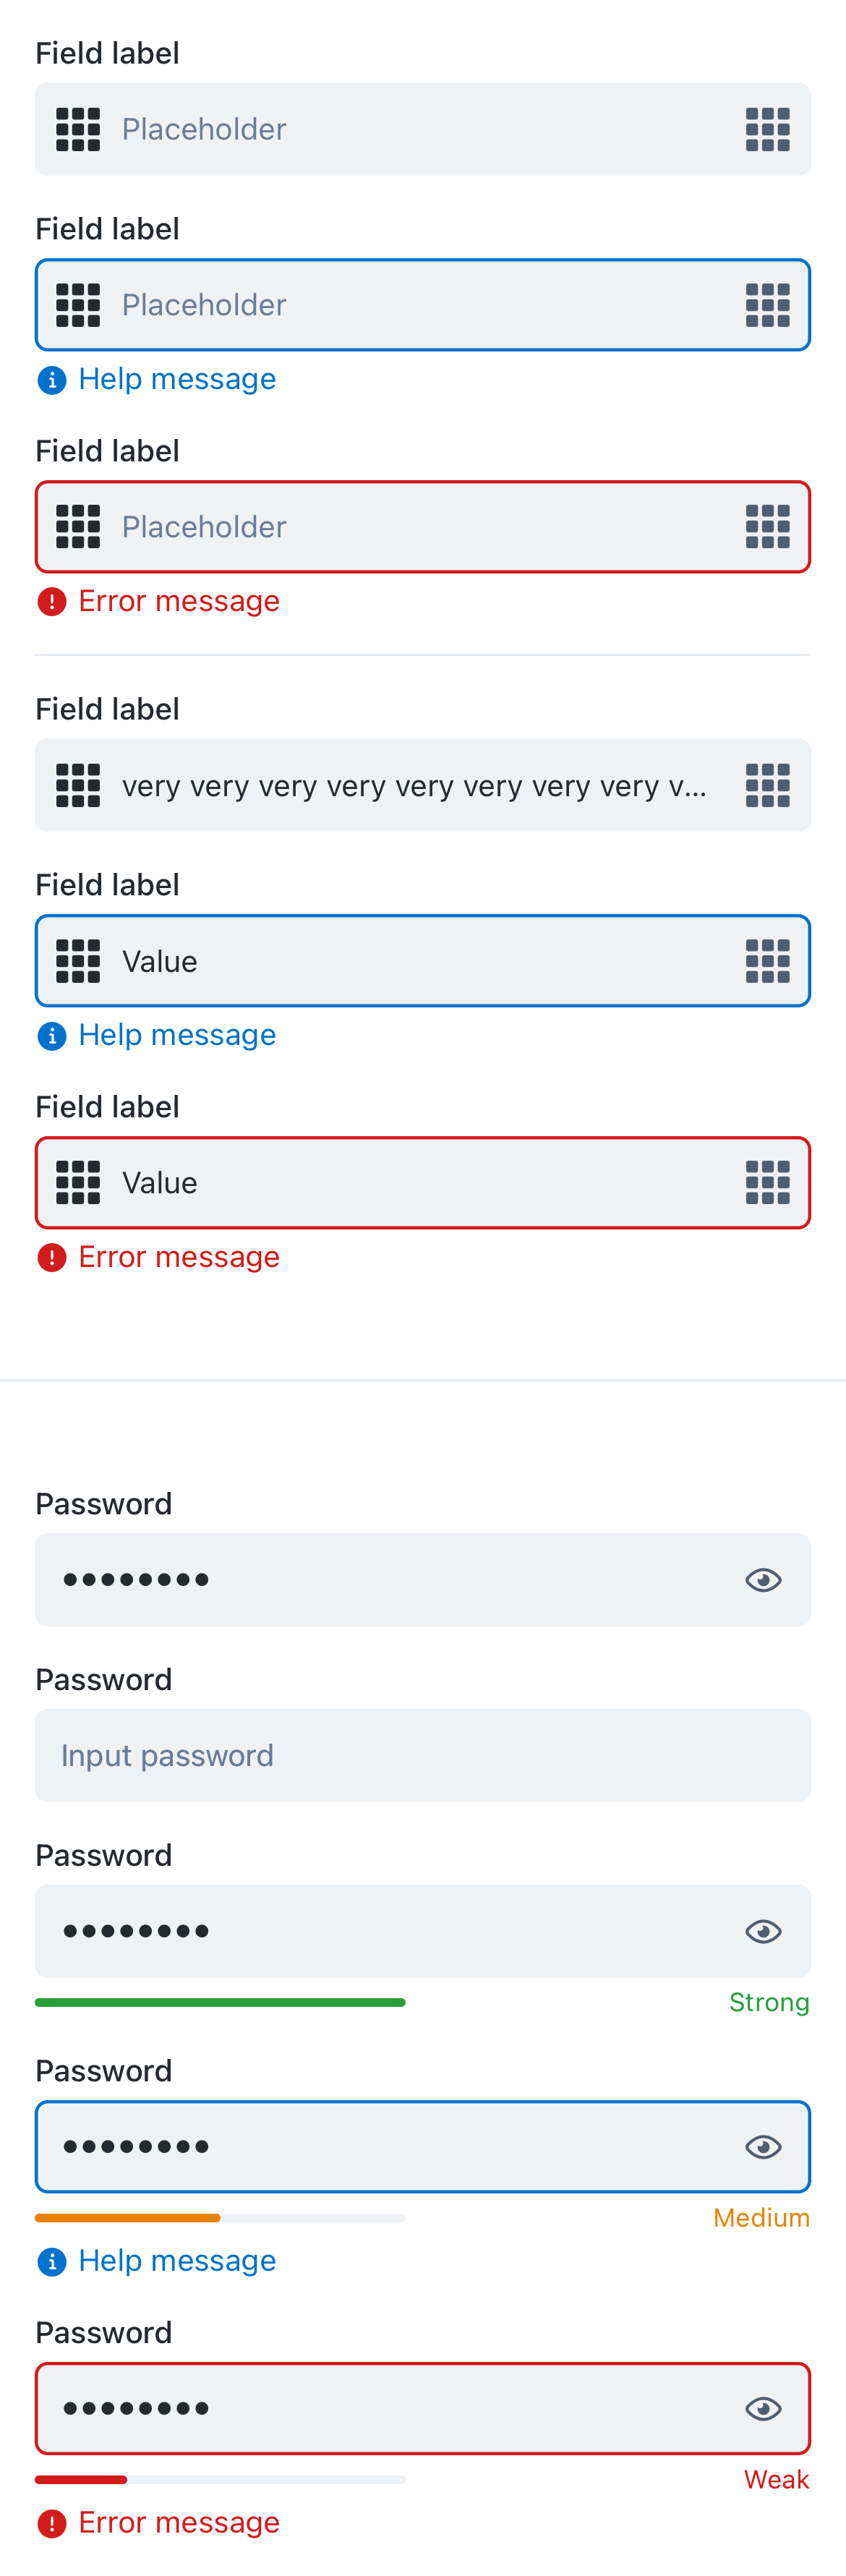 Field label
Placeholder
Field label
Placeholder
Help message
Field label
Placeholder
Error message
Field label
very very very very very very very very v...
Field label
Value
Help message
Field label
Value
Error message
Password
••••••••
Password
Input password
Password
••••••••
Strong
Password
••••••••
Medium
Help message
Password
••••••••
Weak
Error message